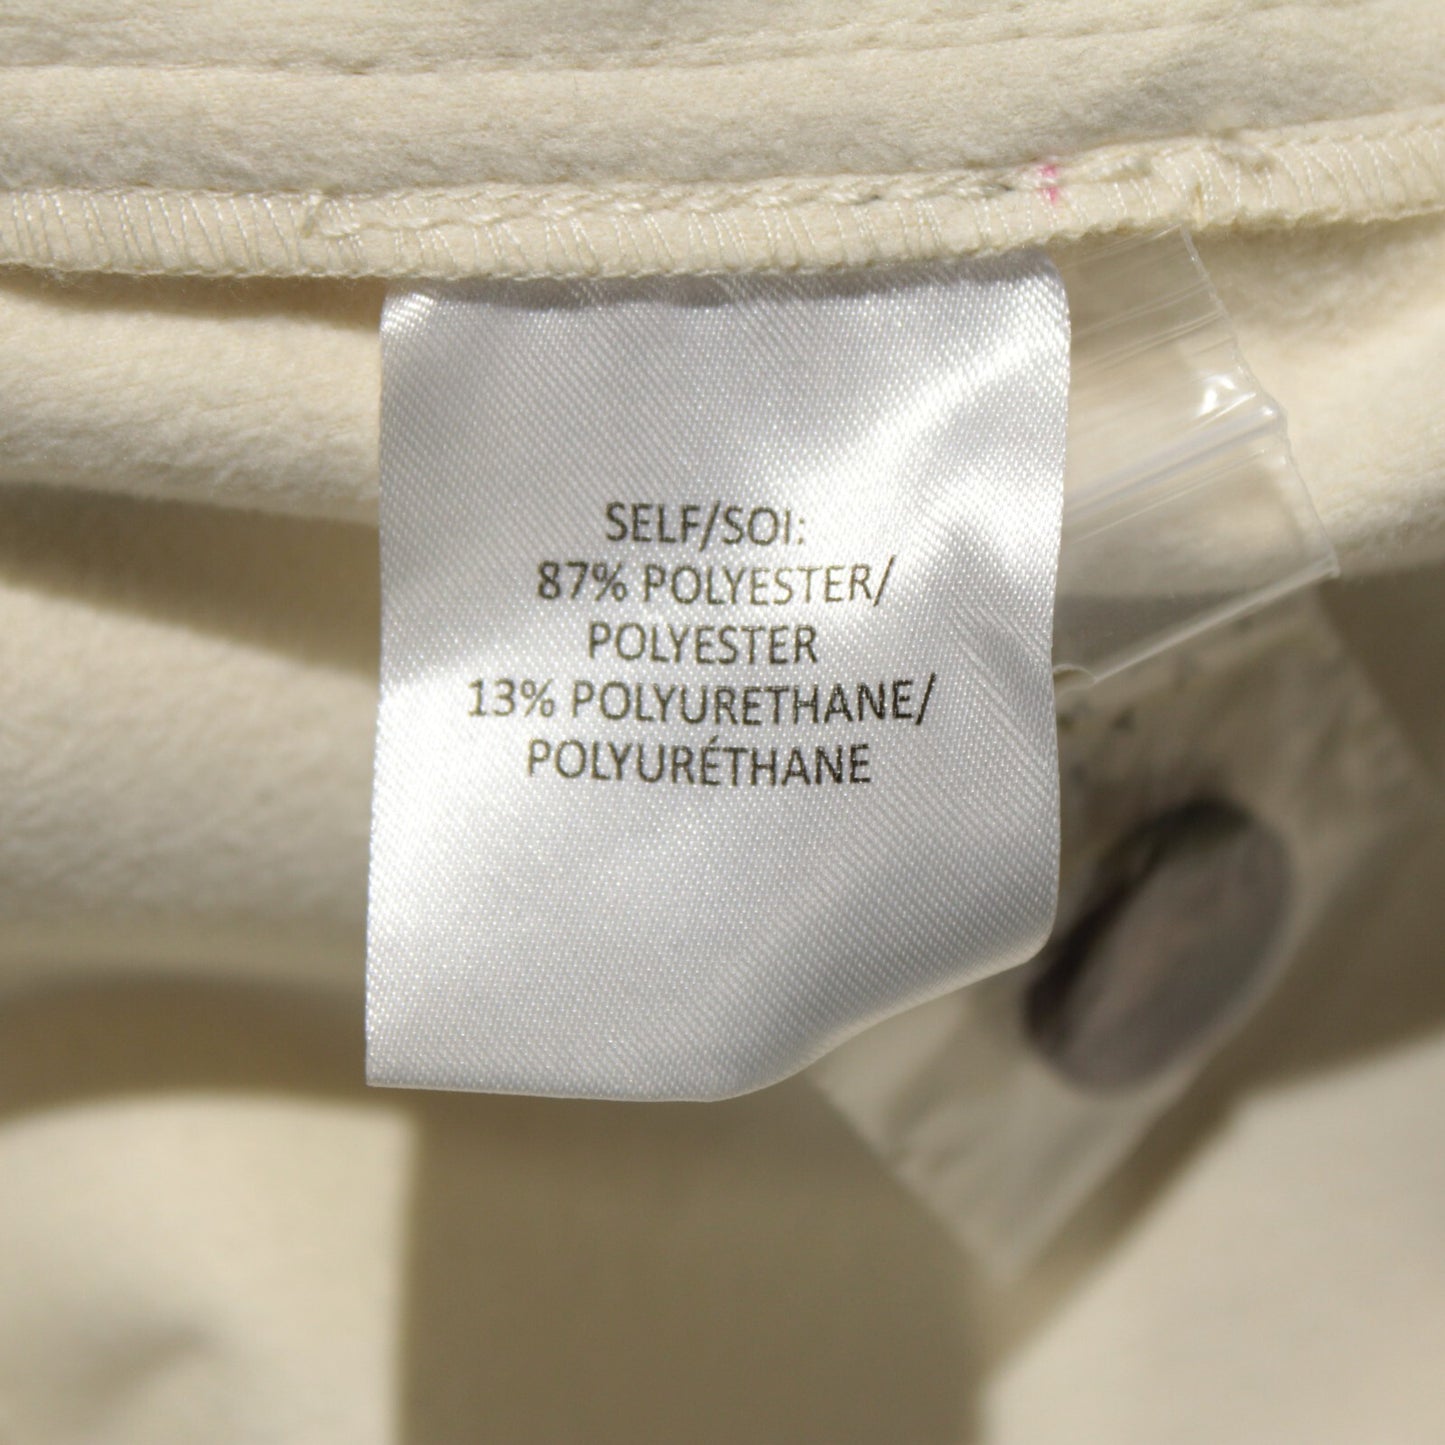 SELF/SOI:
87% POLYESTER/
POLYESTER
13% POLYURETHANE/
POLYURÉTHANE